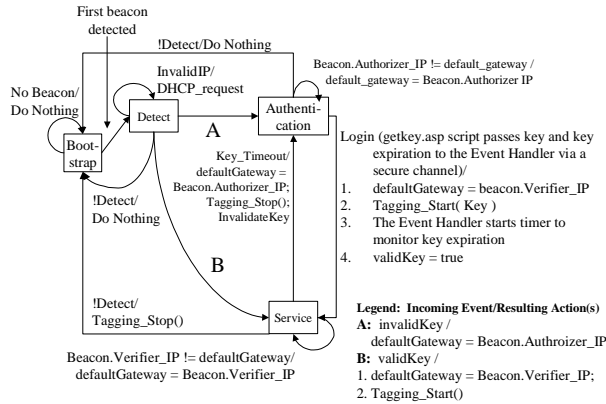 First beacon
detected
!Detect/Do Nothing
Beacon.Authorizer_IP != default_gateway /
default_gateway = Beacon.Authorizer IP
InvalidIP/
DHCP_request
No Beacon/
Do Nothing
Detect
Authenti-
cation
A
Boot-
strap
Login (getkey.asp script passes key and key
expiration to the Event Handler via a
secure channel)/
1. defaultGateway = beacon.Verifier_IP
2. Tagging_Start( Key )
3. The Event Handler starts timer to
monitor key expiration
4. validKey = true
Key_Timeout/
defaultGateway =
Beacon.Authorizer_IP;
Tagging_Stop();
InvalidateKey
!Detect/
Do Nothing
B
!Detect/
Tagging_Stop()
Service
Beacon.Verifier_IP != defaultGateway/
defaultGateway = Beacon.Verifier_IP
Legend: Incoming Event/Resulting Action(s)
A: invalidKey /
defaultGateway = Beacon.Authroizer_IP
B: validKey /
1. defaultGateway = Beacon.Verifier_IP;
2. Tagging_Start()